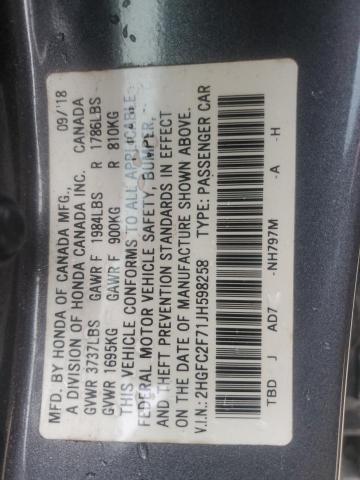 MFD. BY HONDA OF CANADA MFG., 09/'18
A DIVISION OF HONDA CANADA INC. CANADA
GVWR 3737LBS GAWR F 1984LBS R 1786LBS
GVWR 1695KG GAWR F 900KG R 810KG
THIS VEHICLE CONFORMS TO ALL APPLICABLE
FEDERAL MOTOR VEHICLE SAFETY, BUMPER,
AND THEFT PREVENTION STANDARDS IN EFFECT
ON THE DATE OF MANUFACTURE SHOWN ABOVE.
V.I.N.: 2HGFC2F71JH598258 TYPE: PASSENGER CAR
TBD J AD7 -NH797M -A -H